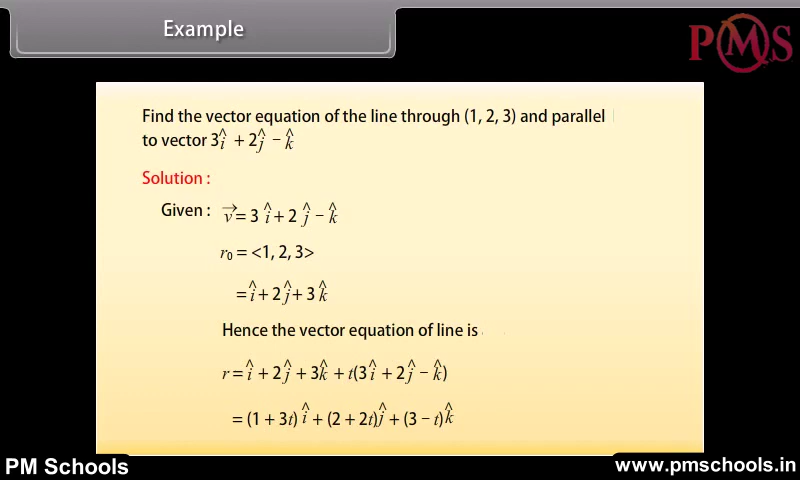 Example
PMS
Find the vector equation of the line through (1, 2, 3) and parallel
to vector 3î + 2ĵ − k̂
Solution :
Given : v⃗ = 3 î + 2 ĵ − k̂
r₀ = <1, 2, 3>
= î + 2 ĵ + 3 k̂
Hence the vector equation of line is
r = î + 2ĵ + 3k̂ + t(3î + 2ĵ − k̂)
= (1 + 3t) î + (2 + 2t)ĵ + (3 − t)k̂
PM Schools
www.pmschools.in